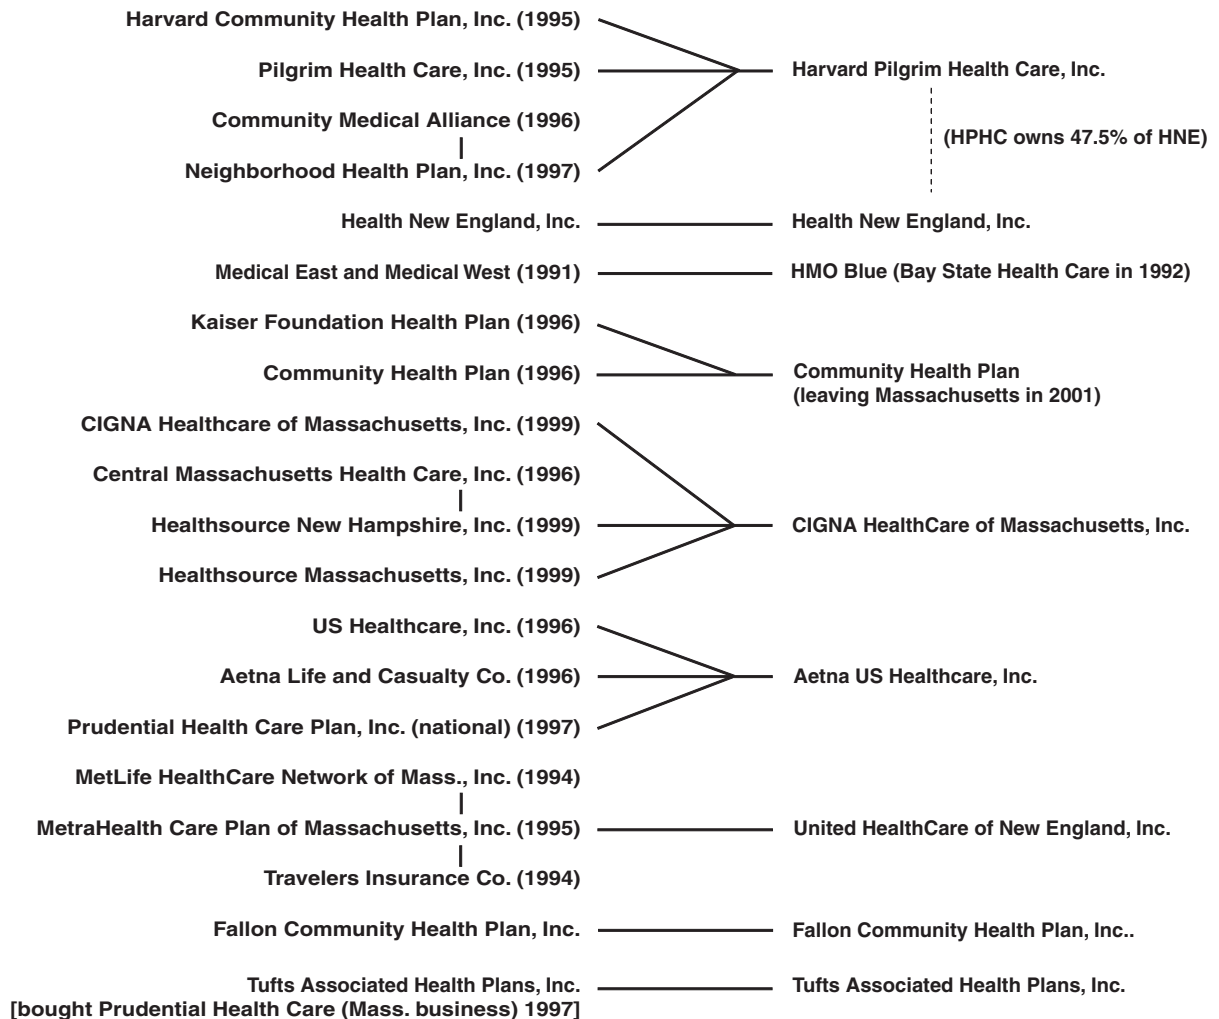 Harvard Community Health Plan, Inc. (1995)
Pilgrim Health Care, Inc. (1995)
Harvard Pilgrim Health Care, Inc.
Community Medical Alliance (1996)
(HPHC owns 47.5% of HNE)
Neighborhood Health Plan, Inc. (1997)
Health New England, Inc.
Health New England, Inc.
Medical East and Medical West (1991)
HMO Blue (Bay State Health Care in 1992)
Kaiser Foundation Health Plan (1996)
Community Health Plan (1996)
Community Health Plan
(leaving Massachusetts in 2001)
CIGNA Healthcare of Massachusetts, Inc. (1999)
Central Massachusetts Health Care, Inc. (1996)
Healthsource New Hampshire, Inc. (1999)
CIGNA HealthCare of Massachusetts, Inc.
Healthsource Massachusetts, Inc. (1999)
US Healthcare, Inc. (1996)
Aetna Life and Casualty Co. (1996)
Aetna US Healthcare, Inc.
Prudential Health Care Plan, Inc. (national) (1997)
MetLife HealthCare Network of Mass., Inc. (1994)
MetraHealth Care Plan of Massachusetts, Inc. (1995)
United HealthCare of New England, Inc.
Travelers Insurance Co. (1994)
Fallon Community Health Plan, Inc.
Fallon Community Health Plan, Inc..
Tufts Associated Health Plans, Inc.
Tufts Associated Health Plans, Inc.
[bought Prudential Health Care (Mass. business) 1997]